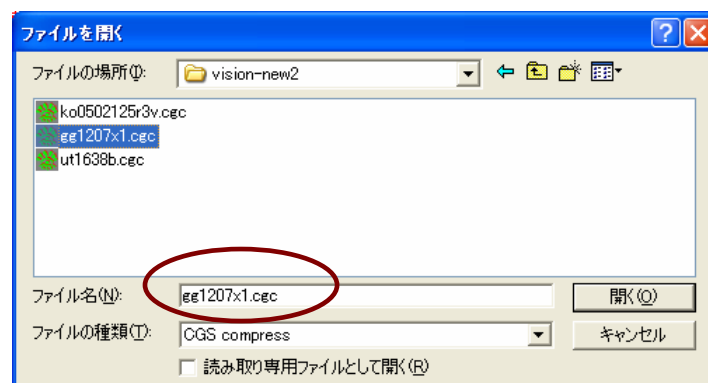 ファイルを開く
ファイルの場所(I):
vision-new2
ko0502125r3v.cgc
gg1207x1.cgc
ut1638b.cgc
ファイル名(N):
gg1207x1.cgc
開く(O)
ファイルの種類(T):
CGS compress
キャンセル
読み取り専用ファイルとして開く(R)